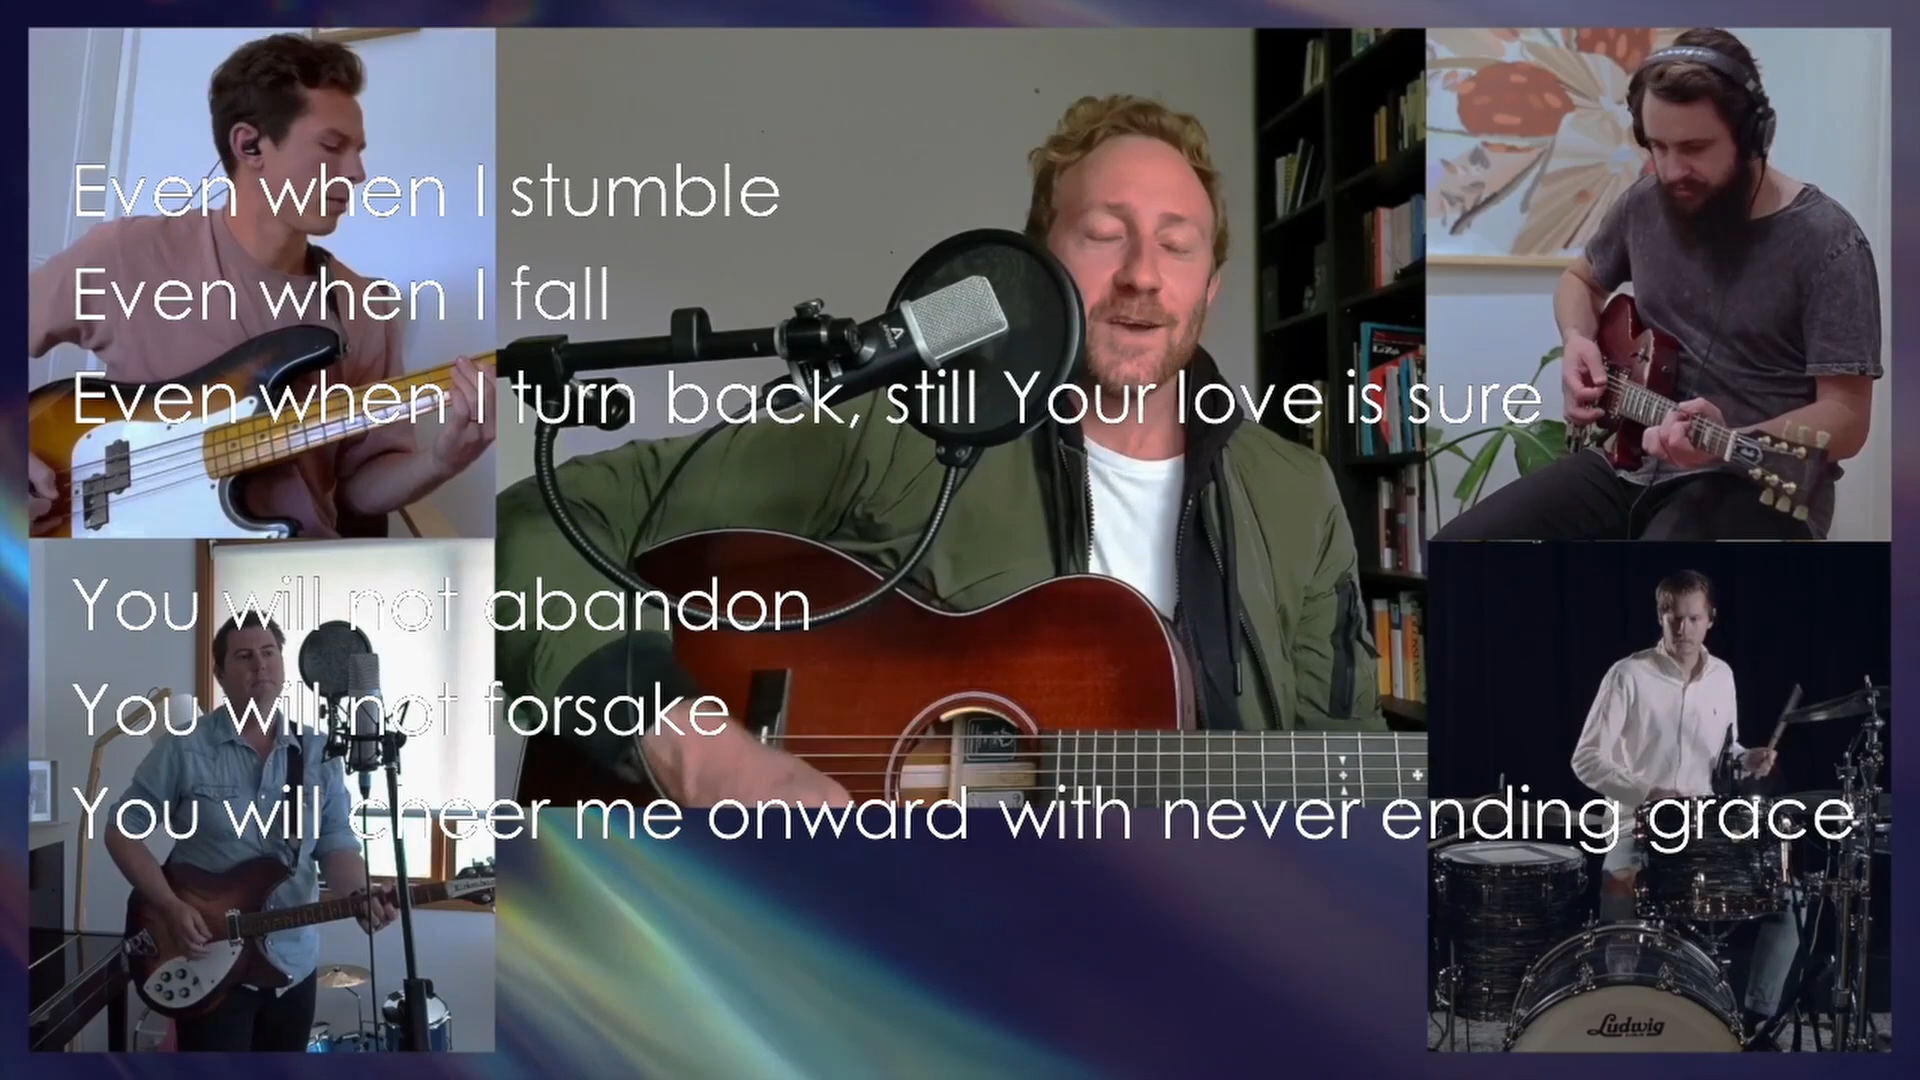 Even when I stumble
Even when I fall
Even when I turn back, still Your love is sure
You will not abandon
You will not forsake
You will cheer me onward with never ending grace
Ludwig